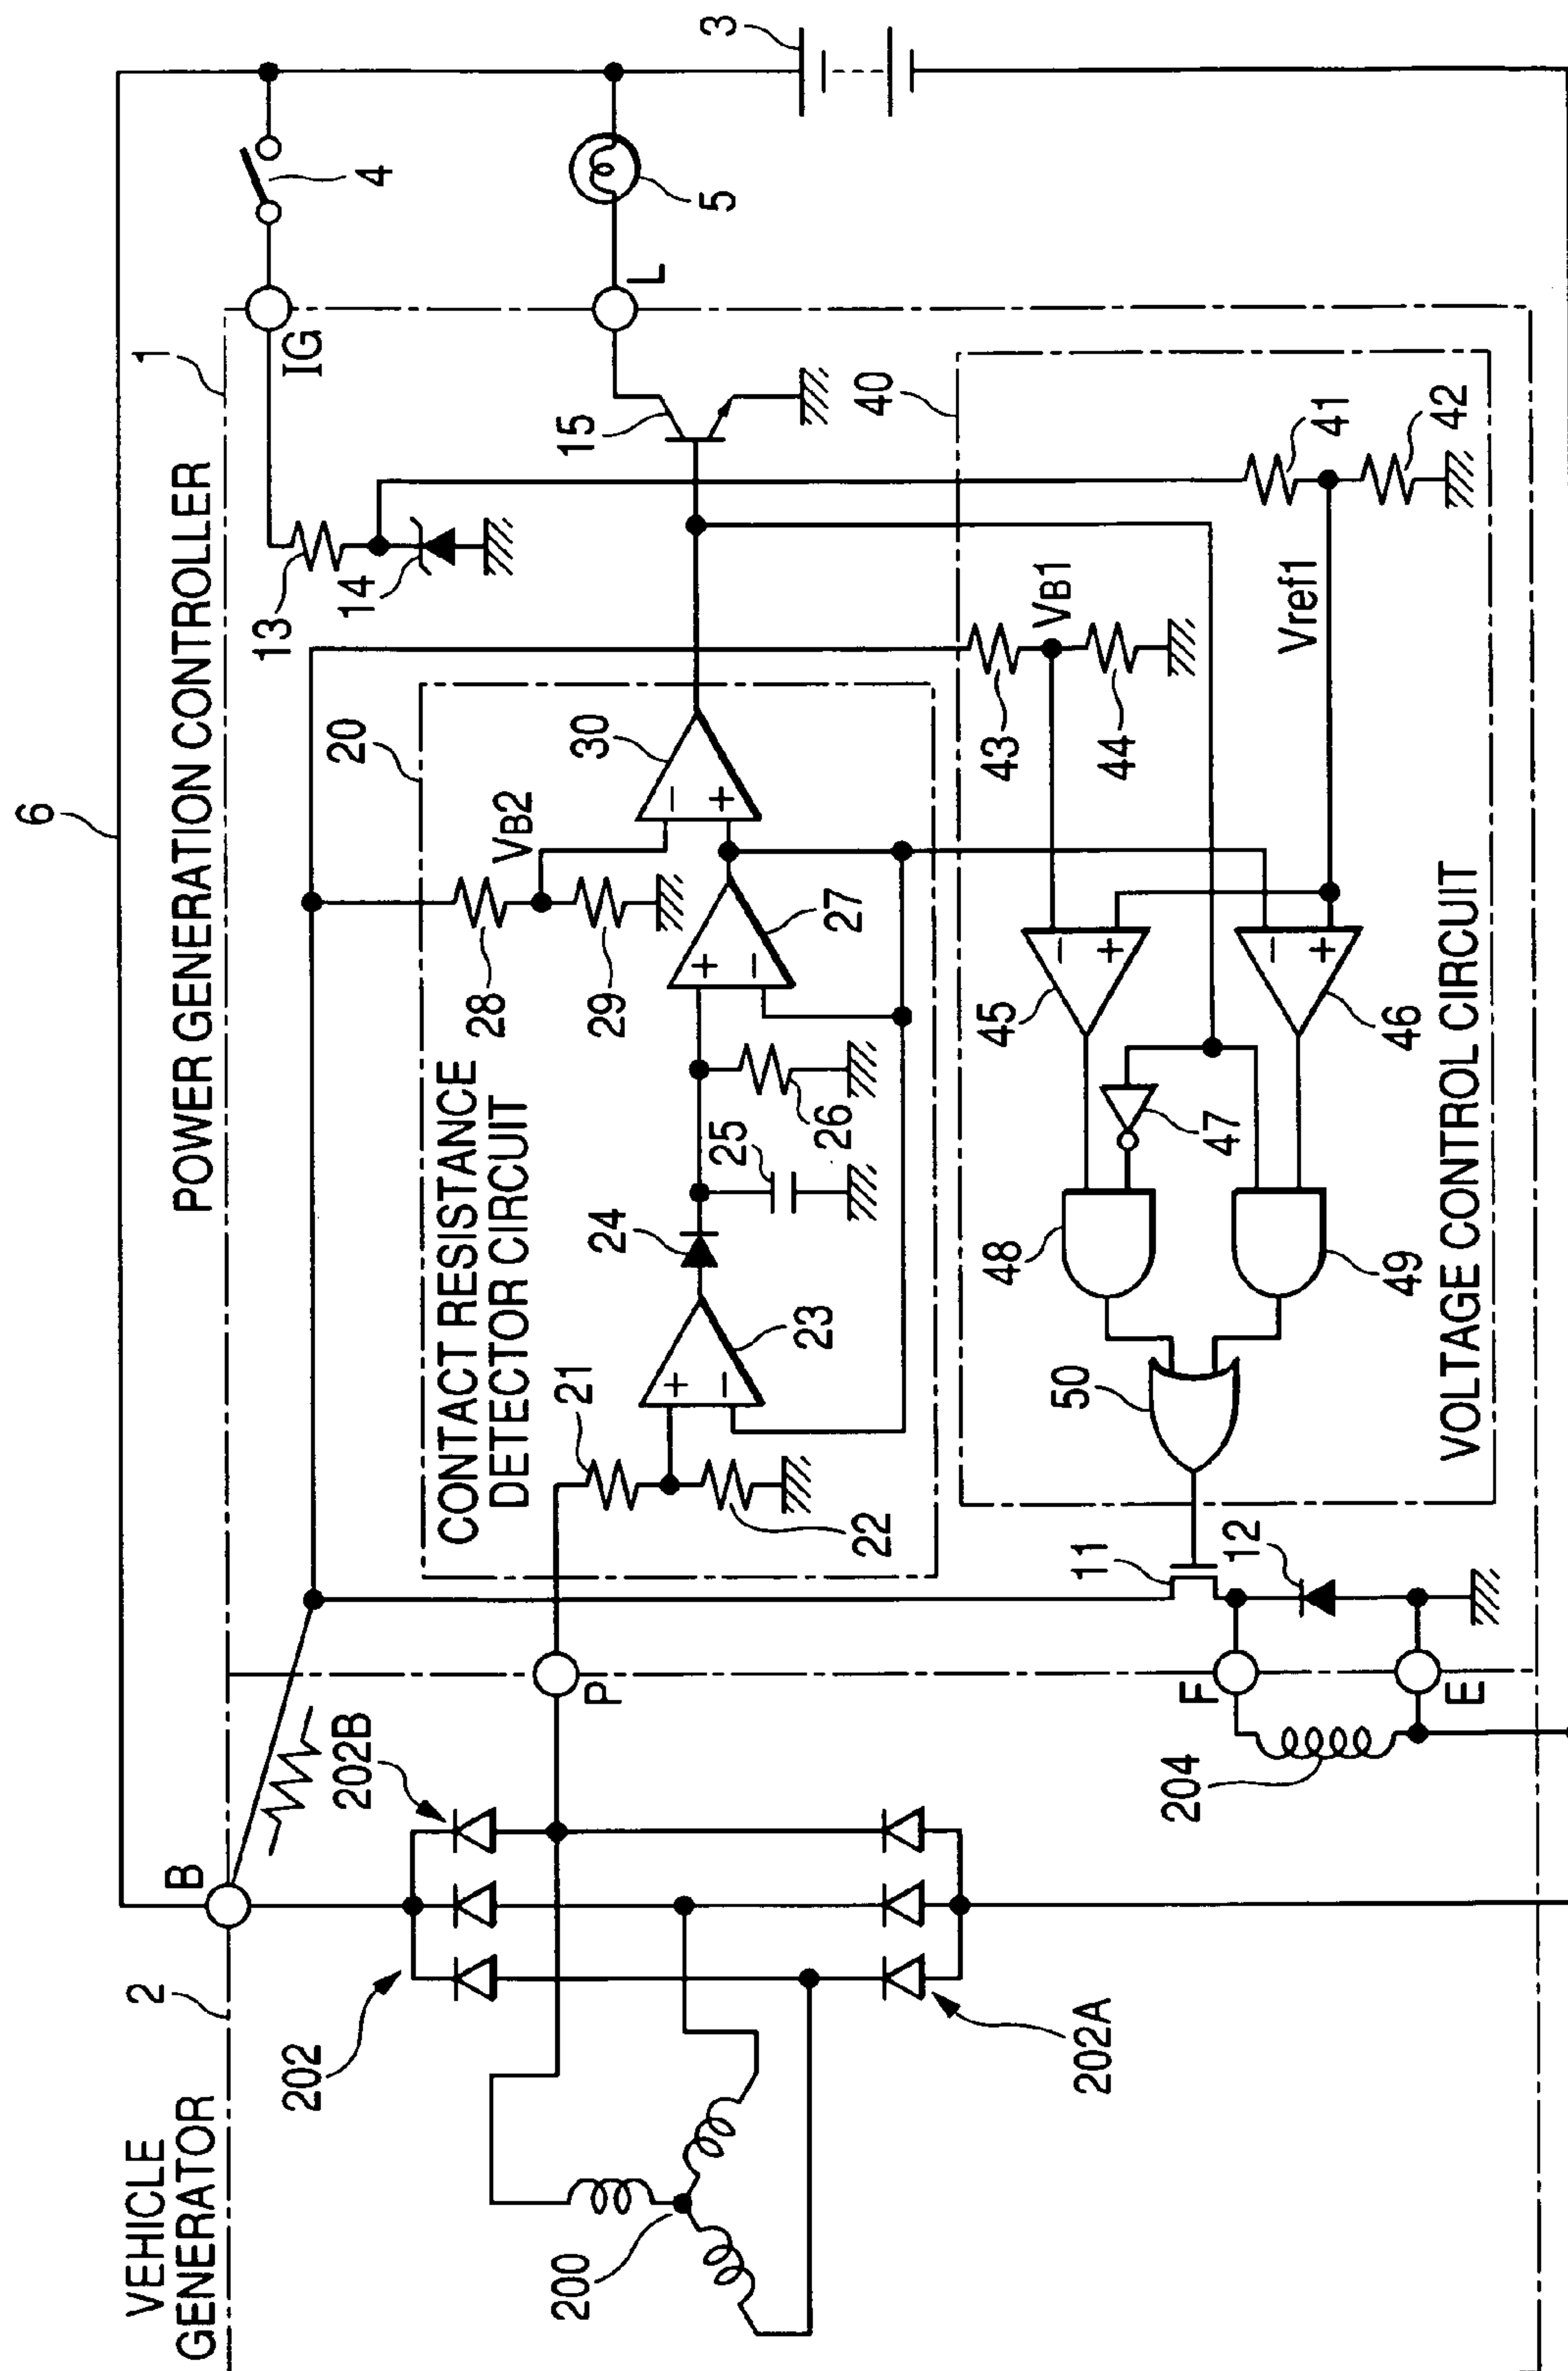 6
1
POWER GENERATION CONTROLLER
VEHICLE
GENERATOR
2
B
IG
4
3
L
5
13
14
15
20
CONTACT RESISTANCE
DETECTOR CIRCUIT
28
29
VB2
30
+
−
21
22
23
+
−
24
25
26
27
+
−
202
202B
202A
200
P
F
E
204
11
12
40
VOLTAGE CONTROL CIRCUIT
43
44
VB1
41
42
Vref1
45
−
+
46
−
+
47
48
49
50